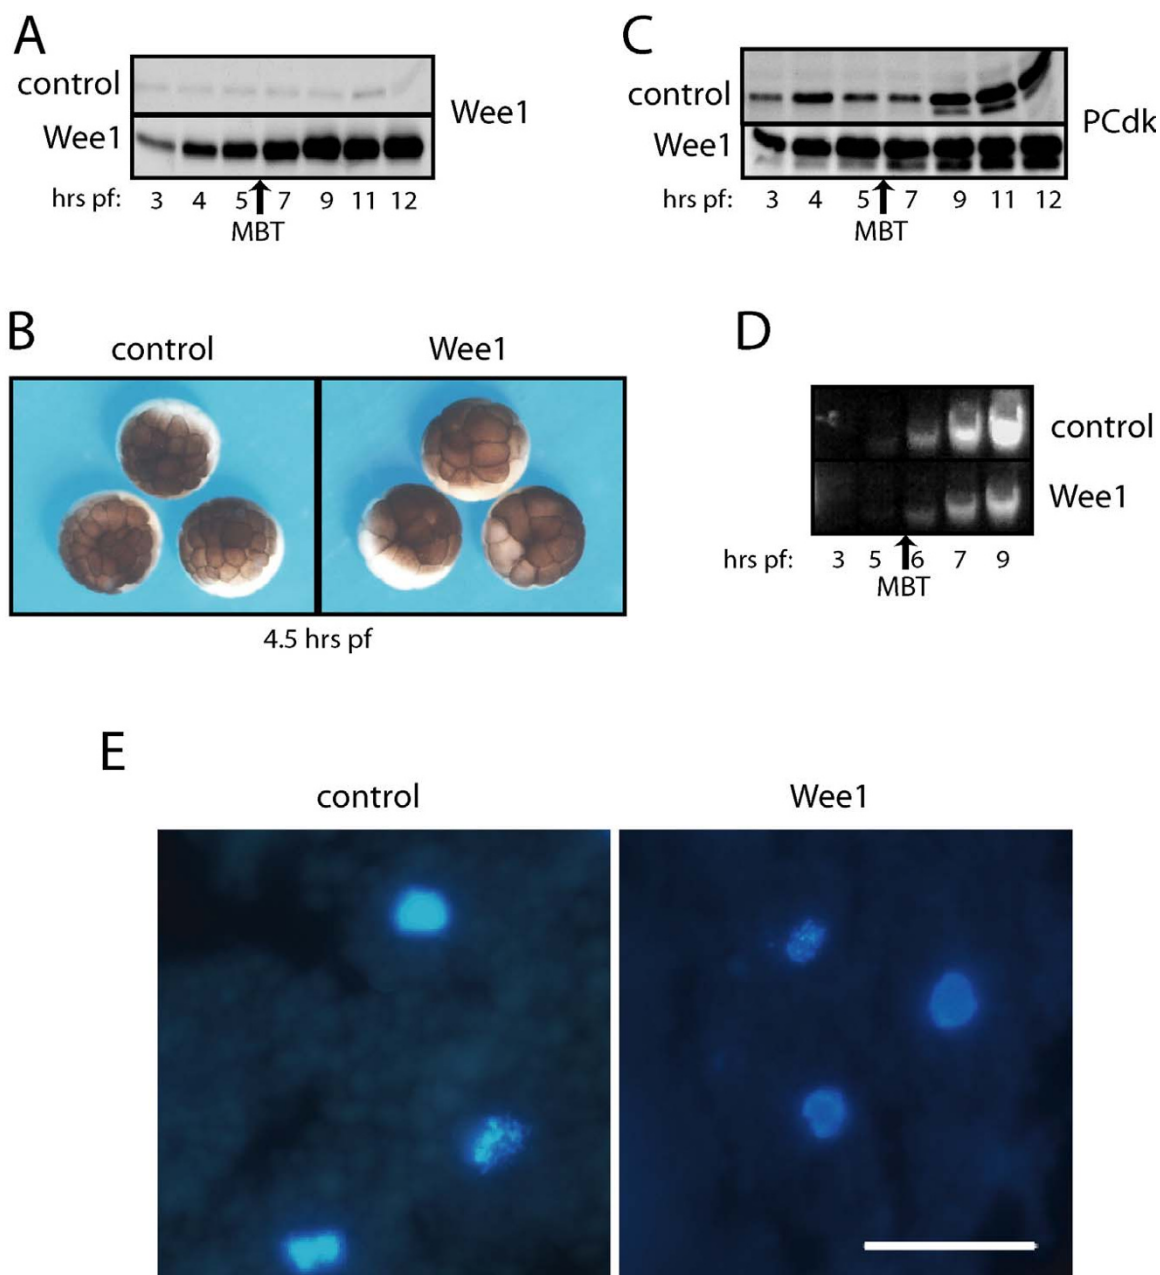 A
control
Wee1
Wee1
hrs pf: 3 4 5 7 9 11 12
MBT
C
control
Wee1
PCdk
hrs pf: 3 4 5 7 9 11 12
MBT
B
control Wee1
4.5 hrs pf
D
control
Wee1
hrs pf: 3 5 6 7 9
MBT
E
control Wee1